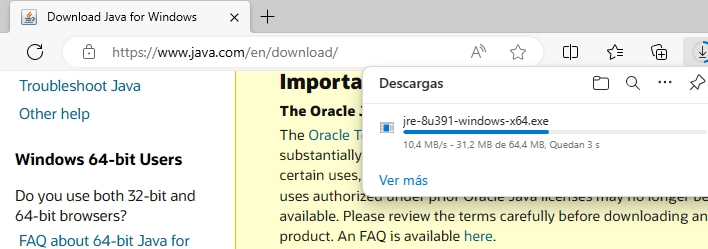 Download Java for Windows
https://www.java.com/en/download/
Descargas
jre-8u391-windows-x64.exe
10,4 MB/s - 31,2 MB de 64,4 MB, Quedan 3 s
Ver más
Troubleshoot Java
Other help
Windows 64-bit Users
Do you use both 32-bit and
64-bit browsers?
FAQ about 64-bit Java for
Importa
The Oracle J
The Oracle T
substantially
certain uses,
uses authorized under prior Oracle Java licenses may no longer be
available. Please review the terms carefully before downloading an
product. An FAQ is available here.